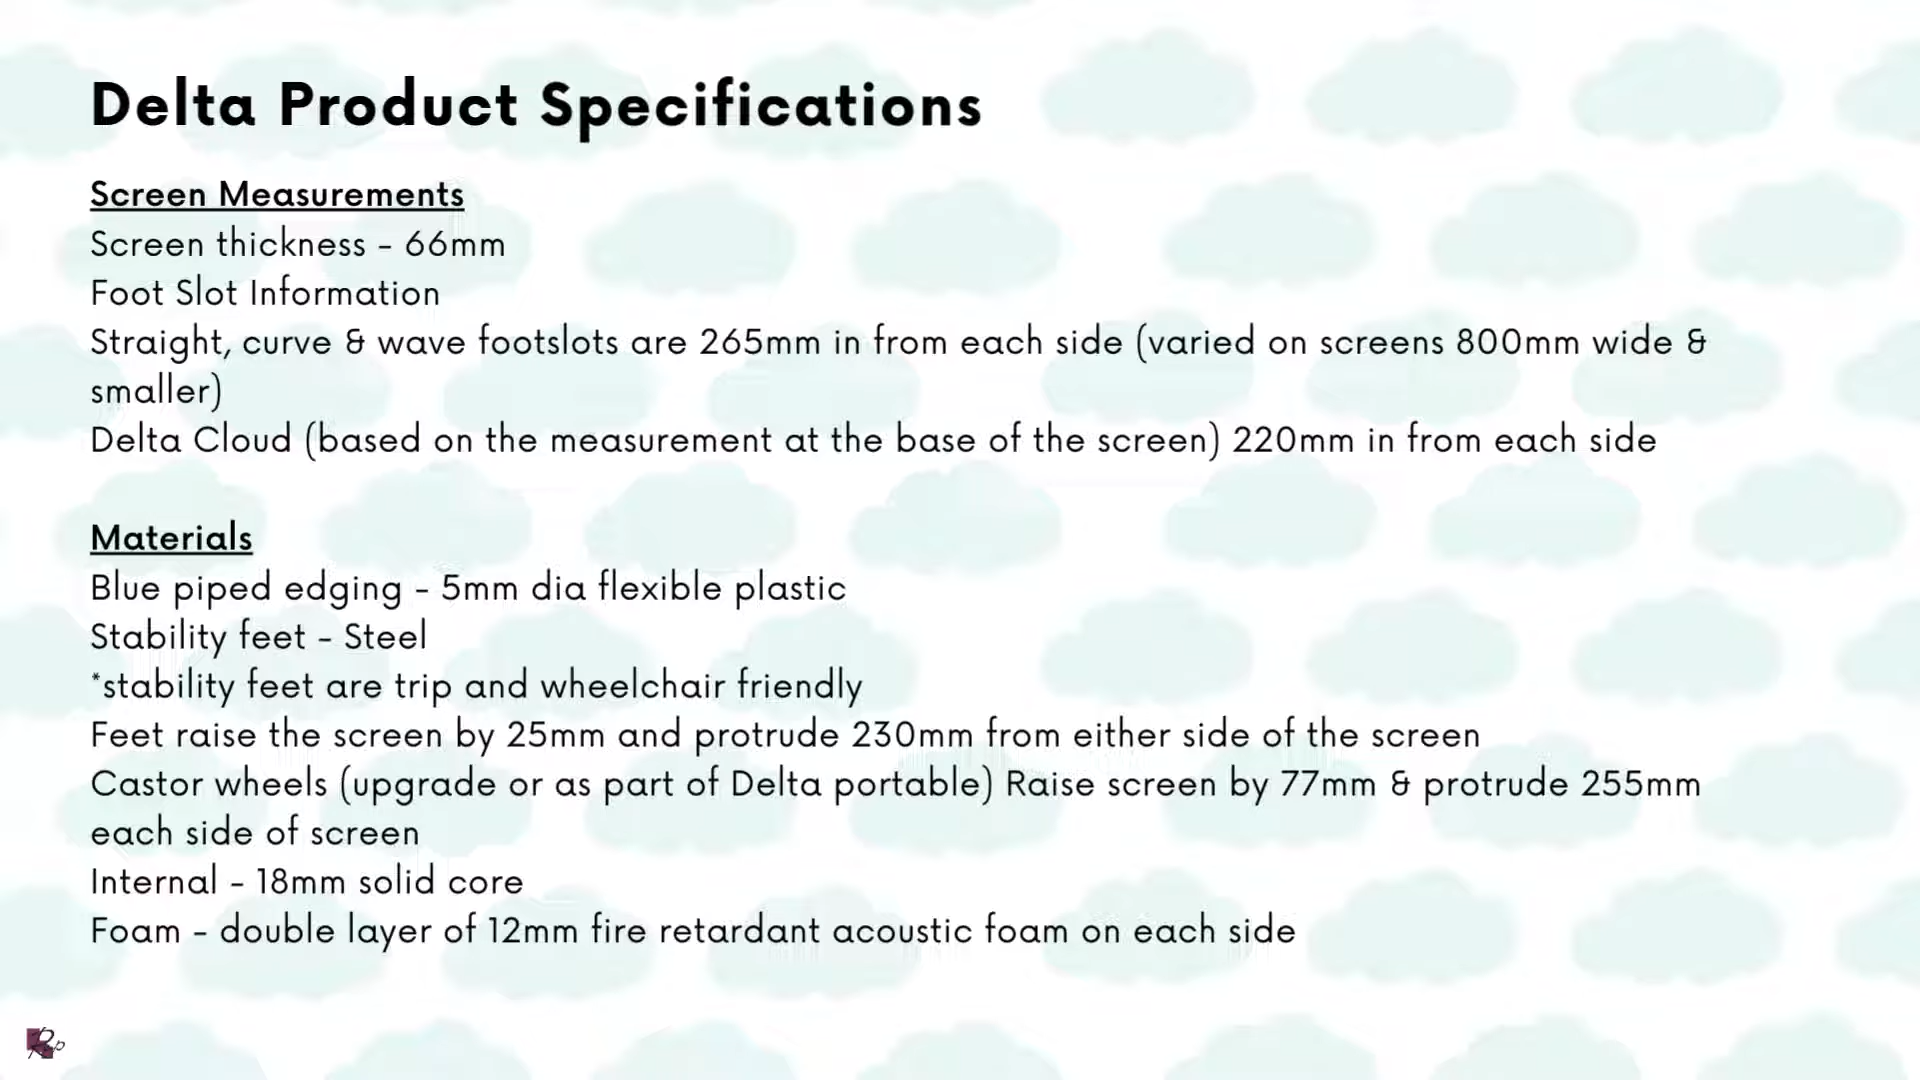 Delta Product Specifications
Screen Measurements
Screen thickness - 66mm
Foot Slot Information
Straight, curve & wave footslots are 265mm in from each side (varied on screens 800mm wide &
smaller)
Delta Cloud (based on the measurement at the base of the screen) 220mm in from each side
Materials
Blue piped edging - 5mm dia flexible plastic
Stability feet - Steel
*stability feet are trip and wheelchair friendly
Feet raise the screen by 25mm and protrude 230mm from either side of the screen
Castor wheels (upgrade or as part of Delta portable) Raise screen by 77mm & protrude 255mm
each side of screen
Internal - 18mm solid core
Foam - double layer of 12mm fire retardant acoustic foam on each side